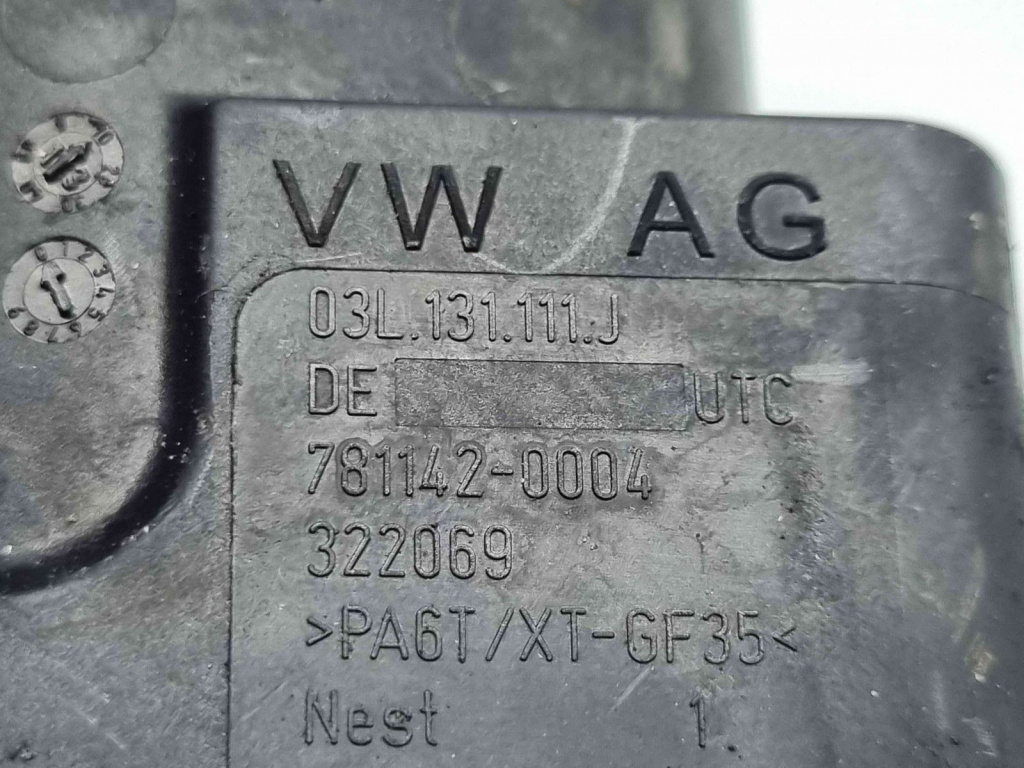 VW AG
03L.131.111.J
DE UTC
781142-0004
322069
>PA6T/XT-GF35<
Nest 1